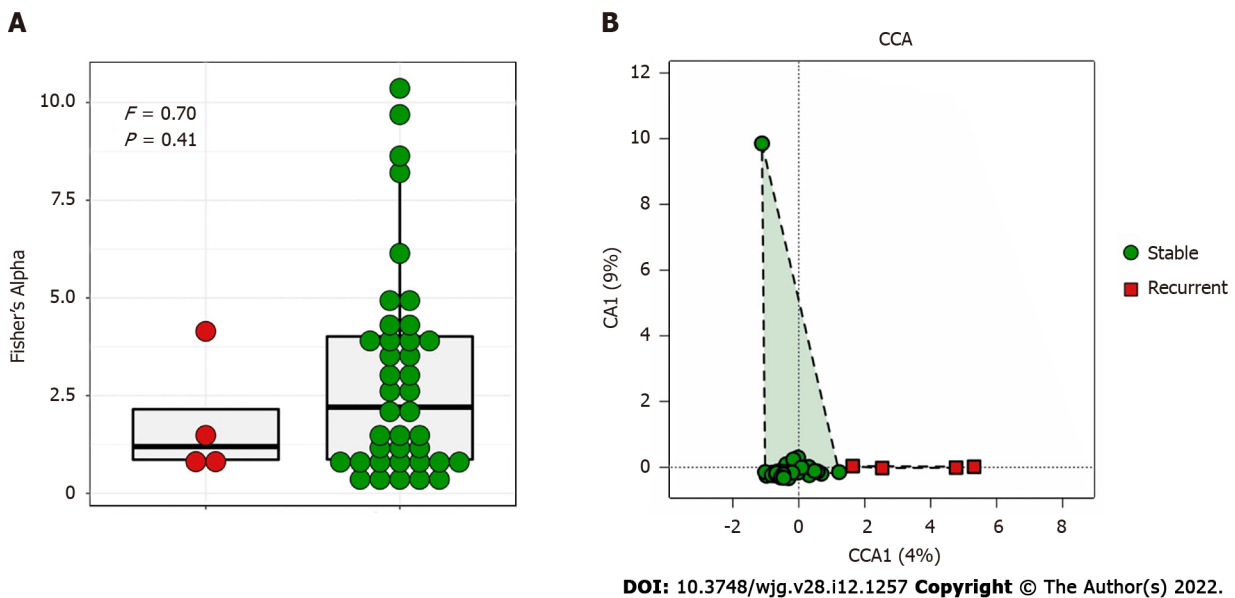 A
F = 0.70
P = 0.41
Fisher's Alpha
10.0
7.5
5.0
2.5
0
B
CCA
CA1 (9%)
12
10
8
6
4
2
0
-2 0 2 4 6 8
CCA1 (4%)
Stable
Recurrent
DOI: 10.3748/wjg.v28.i12.1257 Copyright © The Author(s) 2022.